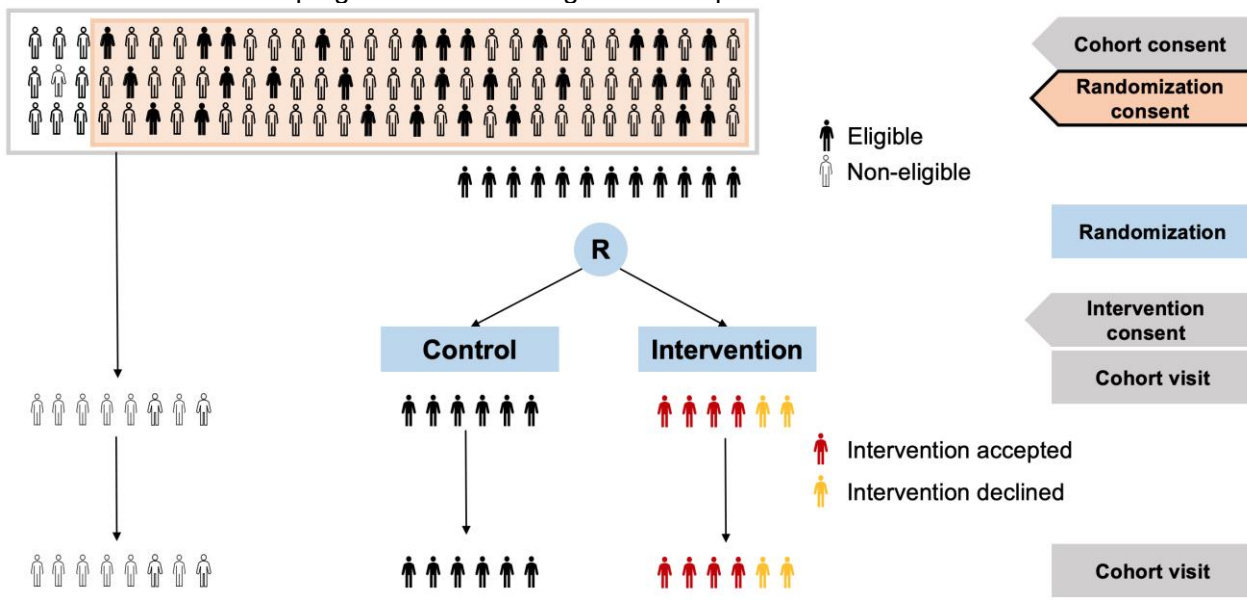 Cohort consent
Randomization
consent
Eligible
Non-eligible
Randomization
R
Intervention
consent
Control
Intervention
Cohort visit
Intervention accepted
Intervention declined
Cohort visit